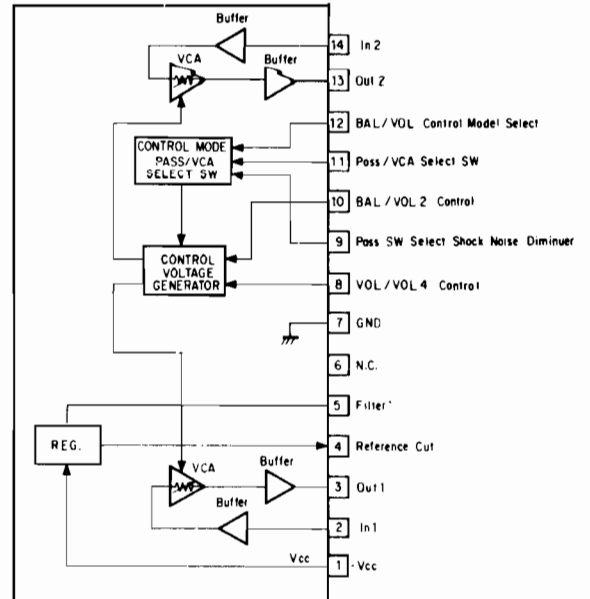 Buffer
14 In 2
VCA
Buffer
13 Out 2
12 BAL/VOL Control Model Select
CONTROL MODE
PASS/VCA
SELECT SW
11 Pass/VCA Select SW
10 BAL/VOL 2 Control
9 Pass SW Select Shock Noise Diminuer
CONTROL
VOLTAGE
GENERATOR
8 VOL/VOL 4 Control
7 GND
6 N.C.
5 Filter
REG.
4 Reference Cut
VCA
Buffer
3 Out 1
Buffer
2 In 1
Vcc
1 Vcc